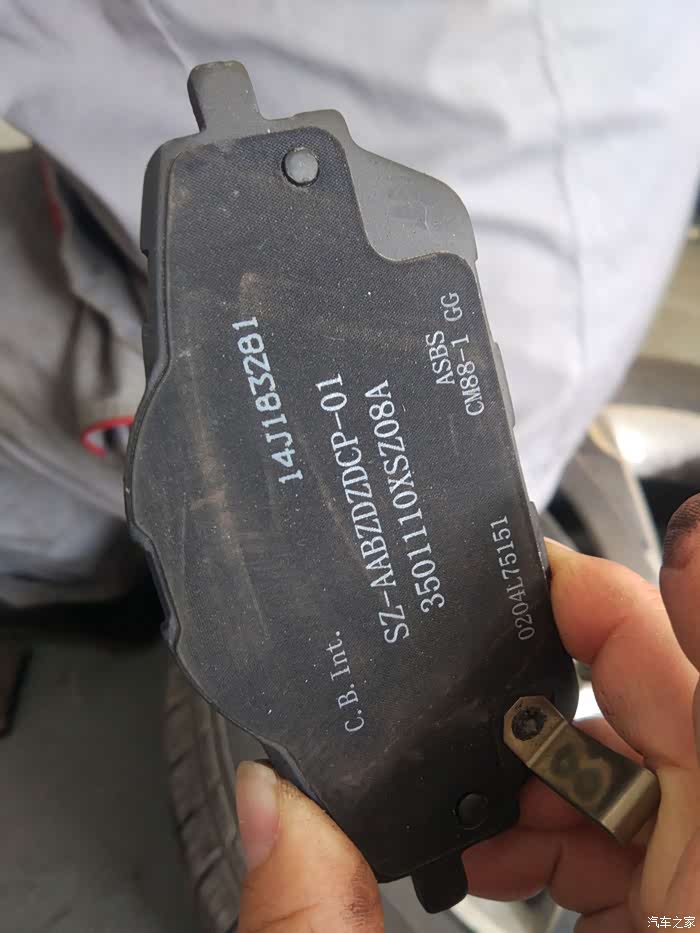 14J183281
SZ-AABZDZDCP-01
3501110XSZ08A
ASBS
CM88-1 GG
C.B.Int.
0204L75151
汽车之家